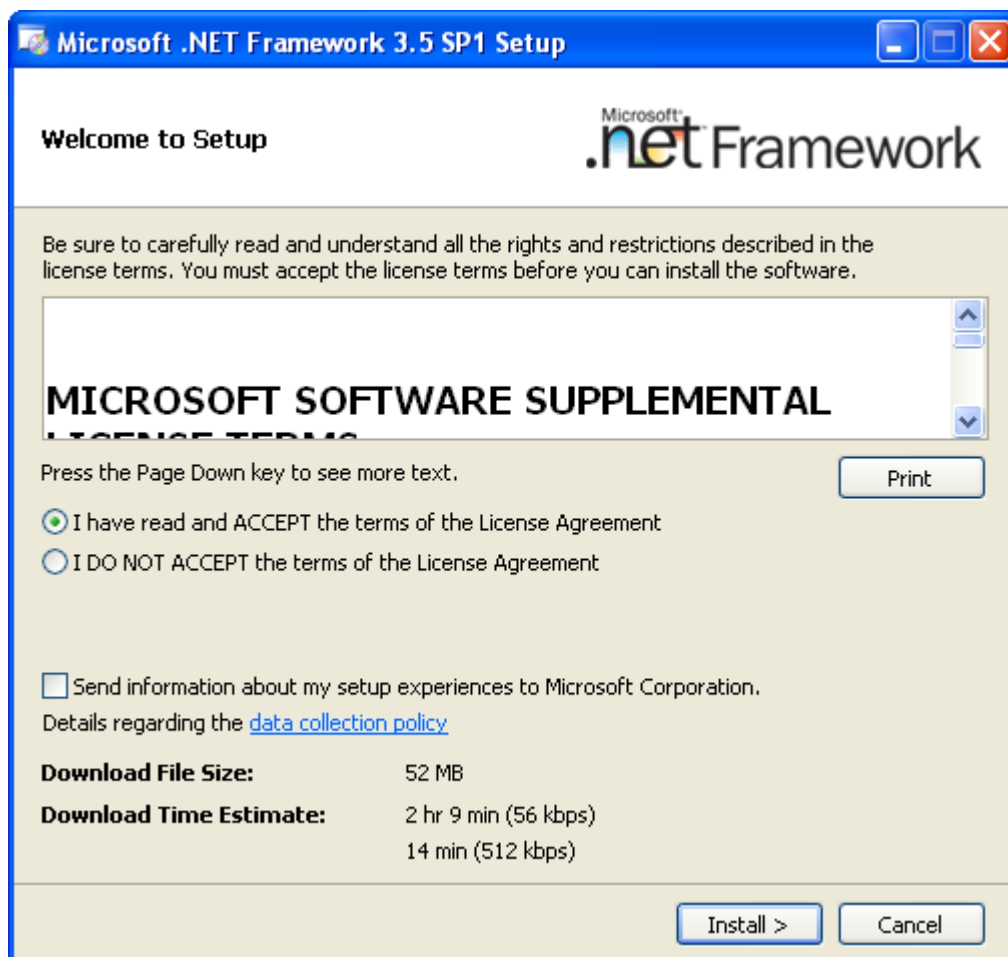 Microsoft .NET Framework 3.5 SP1 Setup
Welcome to Setup
Microsoft .net Framework
Be sure to carefully read and understand all the rights and restrictions described in the
license terms. You must accept the license terms before you can install the software.
MICROSOFT SOFTWARE SUPPLEMENTAL
LICENSE TERMS
Press the Page Down key to see more text.
Print
I have read and ACCEPT the terms of the License Agreement
I DO NOT ACCEPT the terms of the License Agreement
Send information about my setup experiences to Microsoft Corporation.
Details regarding the data collection policy
Download File Size: 52 MB
Download Time Estimate: 2 hr 9 min (56 kbps)
14 min (512 kbps)
Install >
Cancel